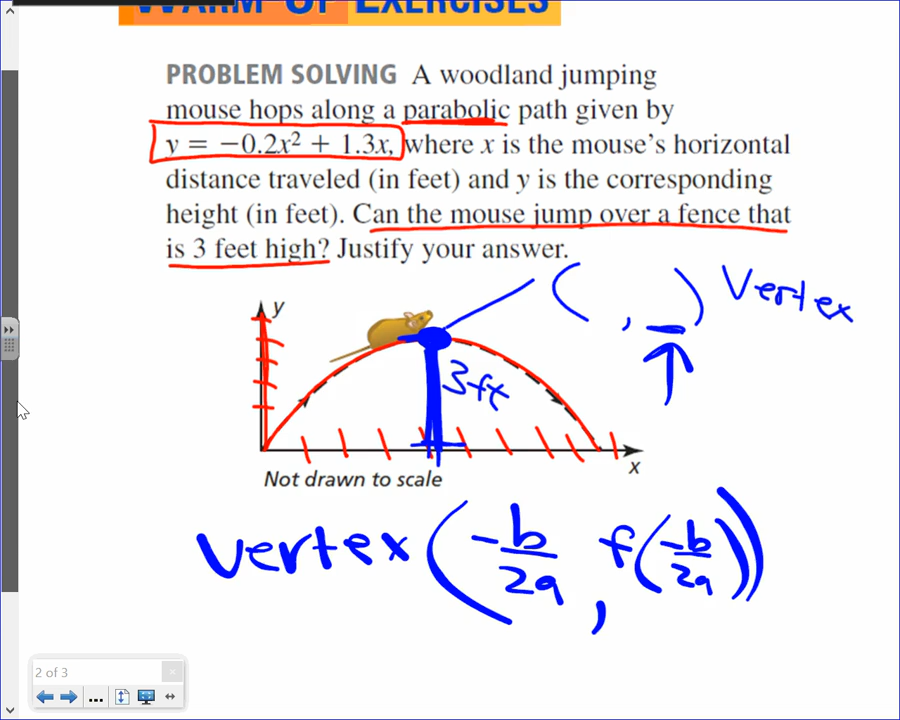 WARM-UP EXERCISES
PROBLEM SOLVING A woodland jumping
mouse hops along a parabolic path given by
y = −0.2x² + 1.3x, where x is the mouse's horizontal
distance traveled (in feet) and y is the corresponding
height (in feet). Can the mouse jump over a fence that
is 3 feet high? Justify your answer.
( , _ ) Vertex
y
3ft
x
Not drawn to scale
vertex (-b/2a, f(-b/2a))
2 of 3
...